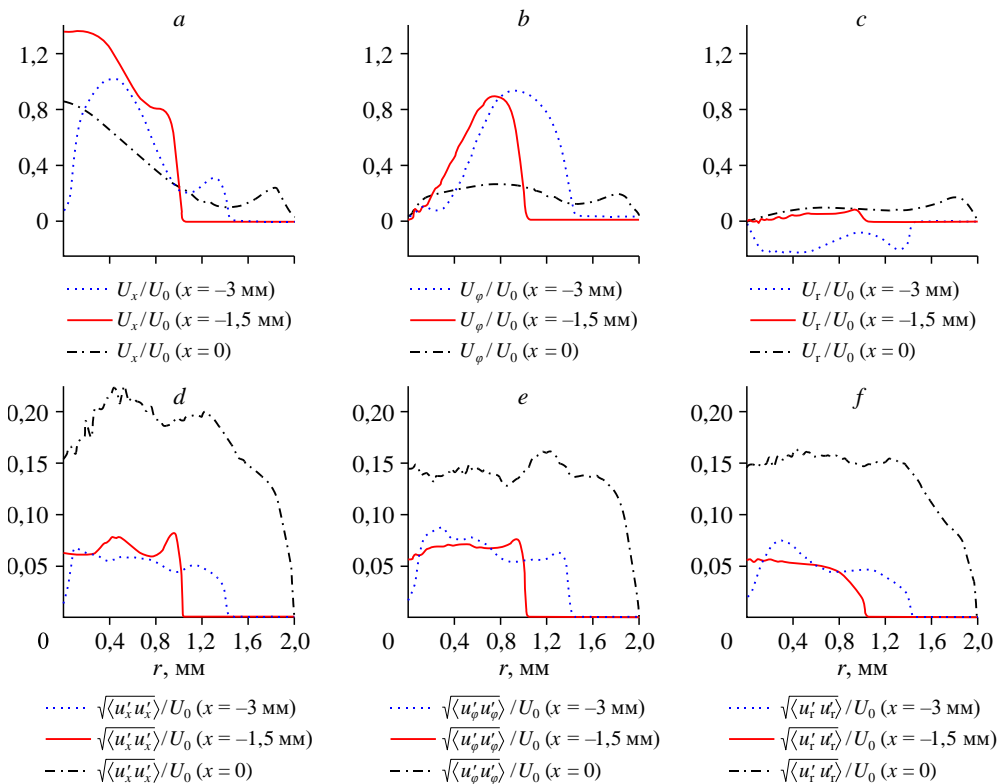 a b c
1,2 1,2 1,2
0,8 0,8 0,8
0,4 0,4 0,4
0 0 0
U_x/U_0 (x = –3 мм) U_φ/U_0 (x = –3 мм) U_r/U_0 (x = –3 мм)
U_x/U_0 (x = –1,5 мм) U_φ/U_0 (x = –1,5 мм) U_r/U_0 (x = –1,5 мм)
U_x/U_0 (x = 0) U_φ/U_0 (x = 0) U_r/U_0 (x = 0)
d e f
0,20 0,20 0,20
0,15 0,15 0,15
0,10 0,10 0,10
0,05 0,05 0,05
0 0,4 0,8 1,2 1,6 2,0 0 0,4 0,8 1,2 1,6 2,0 0 0,4 0,8 1,2 1,6 2,0
r, мм r, мм r, мм
√⟨u′_x u′_x⟩/U_0 (x = –3 мм) √⟨u′_φ u′_φ⟩/U_0 (x = –3 мм) √⟨u′_r u′_r⟩/U_0 (x = –3 мм)
√⟨u′_x u′_x⟩/U_0 (x = –1,5 мм) √⟨u′_φ u′_φ⟩/U_0 (x = –1,5 мм) √⟨u′_r u′_r⟩/U_0 (x = –1,5 мм)
√⟨u′_x u′_x⟩/U_0 (x = 0) √⟨u′_φ u′_φ⟩/U_0 (x = 0) √⟨u′_r u′_r⟩/U_0 (x = 0)